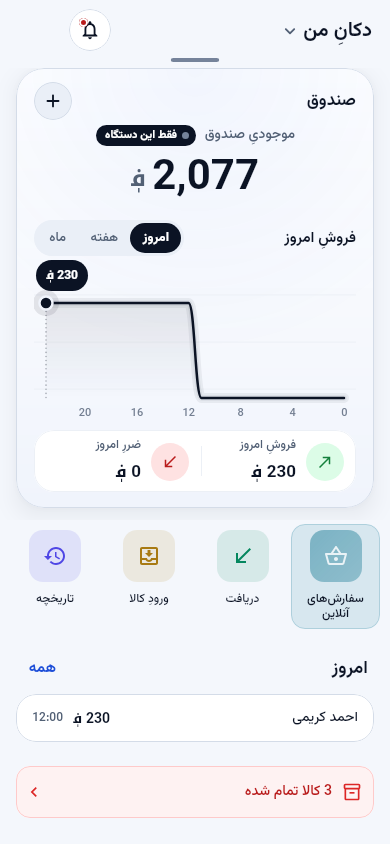 دکانِ من
صندوق
موجودیِ صندوق
فقط این دستگاه
2,077 ؋
فروشِ امروز
امروز
هفته
ماه
230 ؋
0 4 8 12 16 20
فروشِ امروز
230 ؋
ضررِ امروز
0 ؋
سفارش‌های
آنلاین
دریافت
ورودِ کالا
تاریخچه
امروز
همه
احمد کریمی
230 ؋
12:00
3 کالا تمام شده